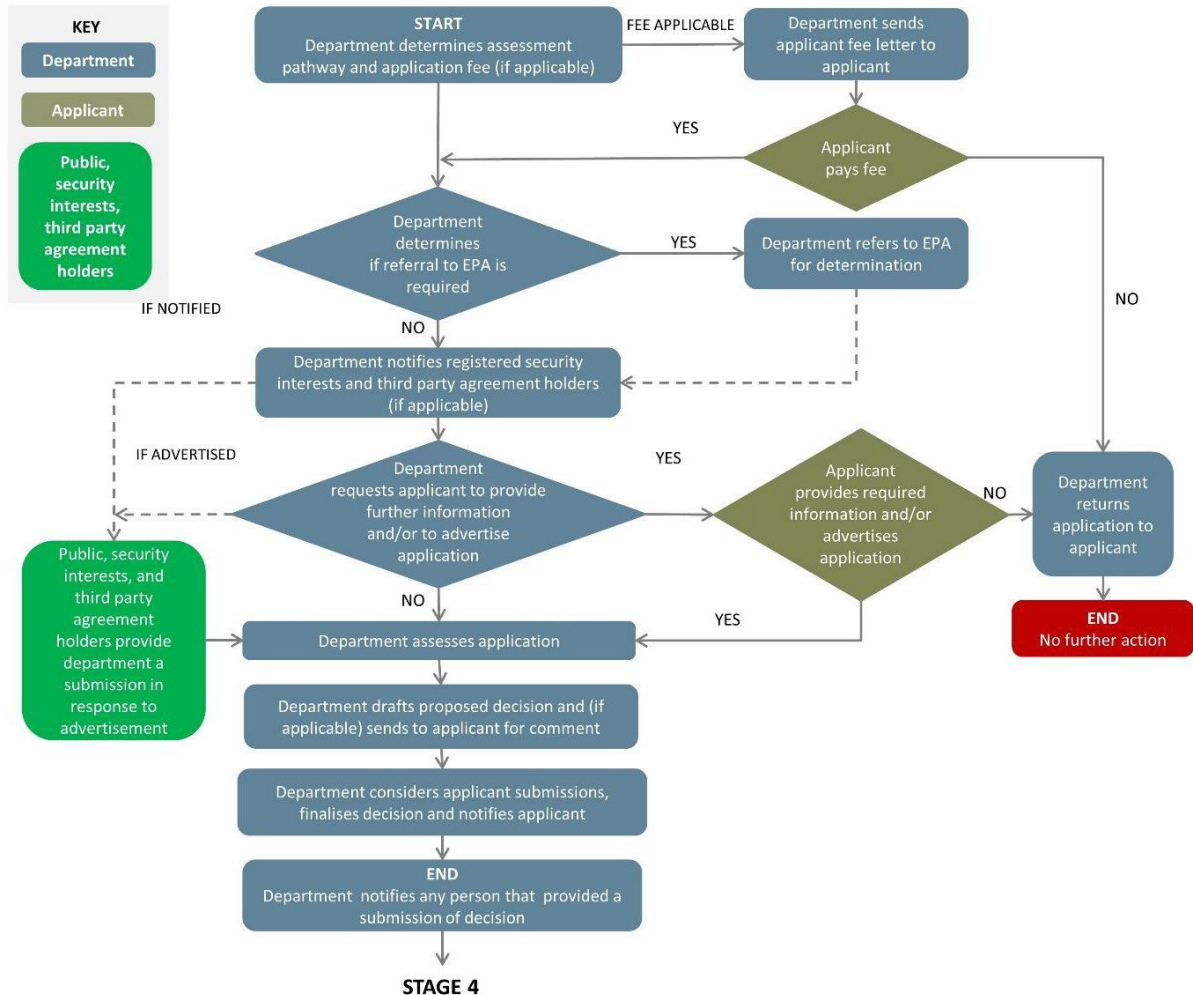 KEY
Department
Applicant
Public,
security
interests,
third party
agreement
holders
START
Department determines assessment
pathway and application fee (if applicable)
FEE APPLICABLE
Department sends
applicant fee letter to
applicant
YES
Applicant
pays fee
Department
determines
if referral to EPA is
required
YES
Department refers to EPA
for determination
NO
IF NOTIFIED
NO
Department notifies registered security
interests and third party agreement holders
(if applicable)
IF ADVERTISED
Department
requests applicant to provide
further information
and/or to advertise
application
YES
Applicant
provides required
information and/or
advertises
application
NO
Department
returns
application to
applicant
Public, security
interests, and
third party
agreement
holders provide
department a
submission in
response to
advertisement
NO
YES
Department assesses application
END
No further action
Department drafts proposed decision and (if
applicable) sends to applicant for comment
Department considers applicant submissions,
finalises decision and notifies applicant
END
Department notifies any person that provided a
submission of decision
STAGE 4